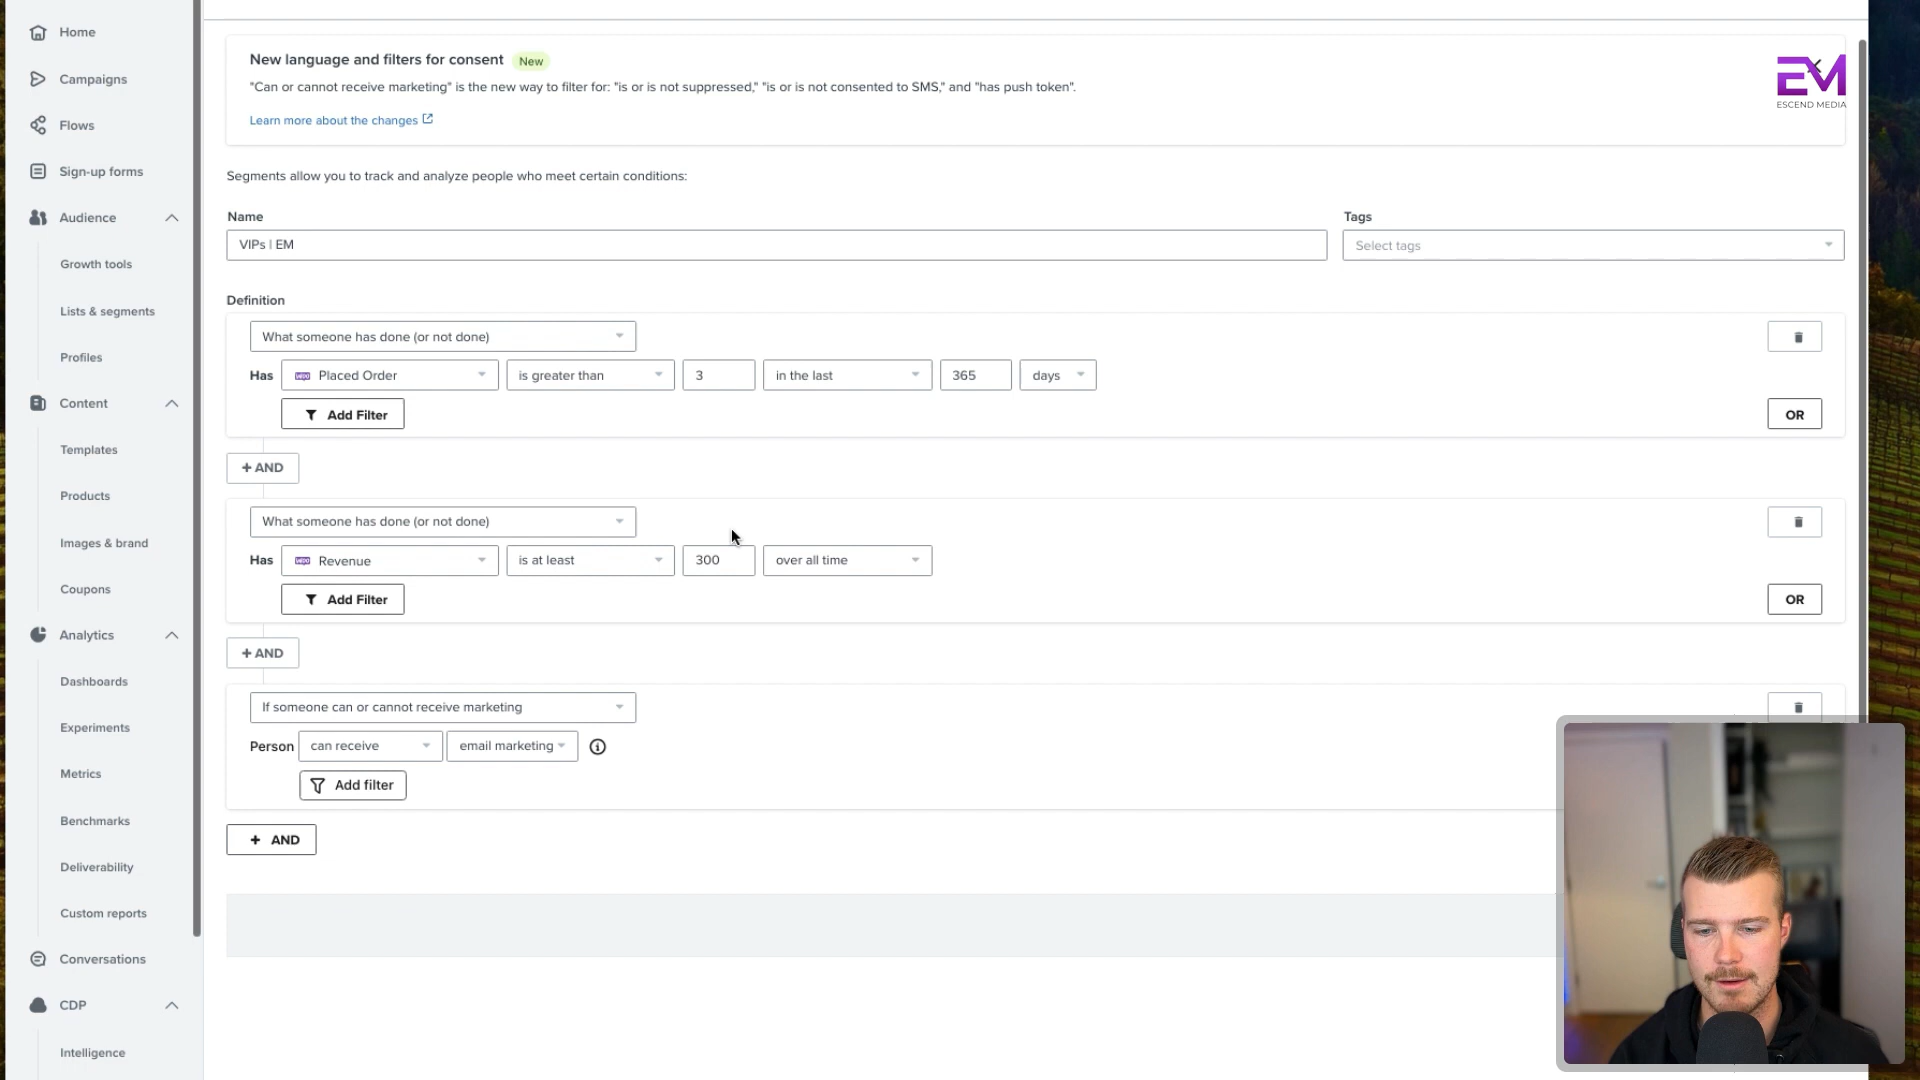 Home
Campaigns
Flows
Sign-up forms
Audience
Growth tools
Lists & segments
Profiles
Content
Templates
Products
Images & brand
Coupons
Analytics
Dashboards
Experiments
Metrics
Benchmarks
Deliverability
Custom reports
Conversations
CDP
Intelligence
New language and filters for consent New
"Can or cannot receive marketing" is the new way to filter for: "is or is not suppressed," "is or is not consented to SMS," and "has push token".
Learn more about the changes
EM
ESCEND MEDIA
Segments allow you to track and analyze people who meet certain conditions:
Name
Tags
VIPs | EM
Select tags
Definition
What someone has done (or not done)
Has Woo Placed Order is greater than 3 in the last 365 days
Add Filter
OR
+ AND
What someone has done (or not done)
Has Woo Revenue is at least 300 over all time
Add Filter
OR
+ AND
If someone can or cannot receive marketing
Person can receive email marketing
Add filter
+ AND